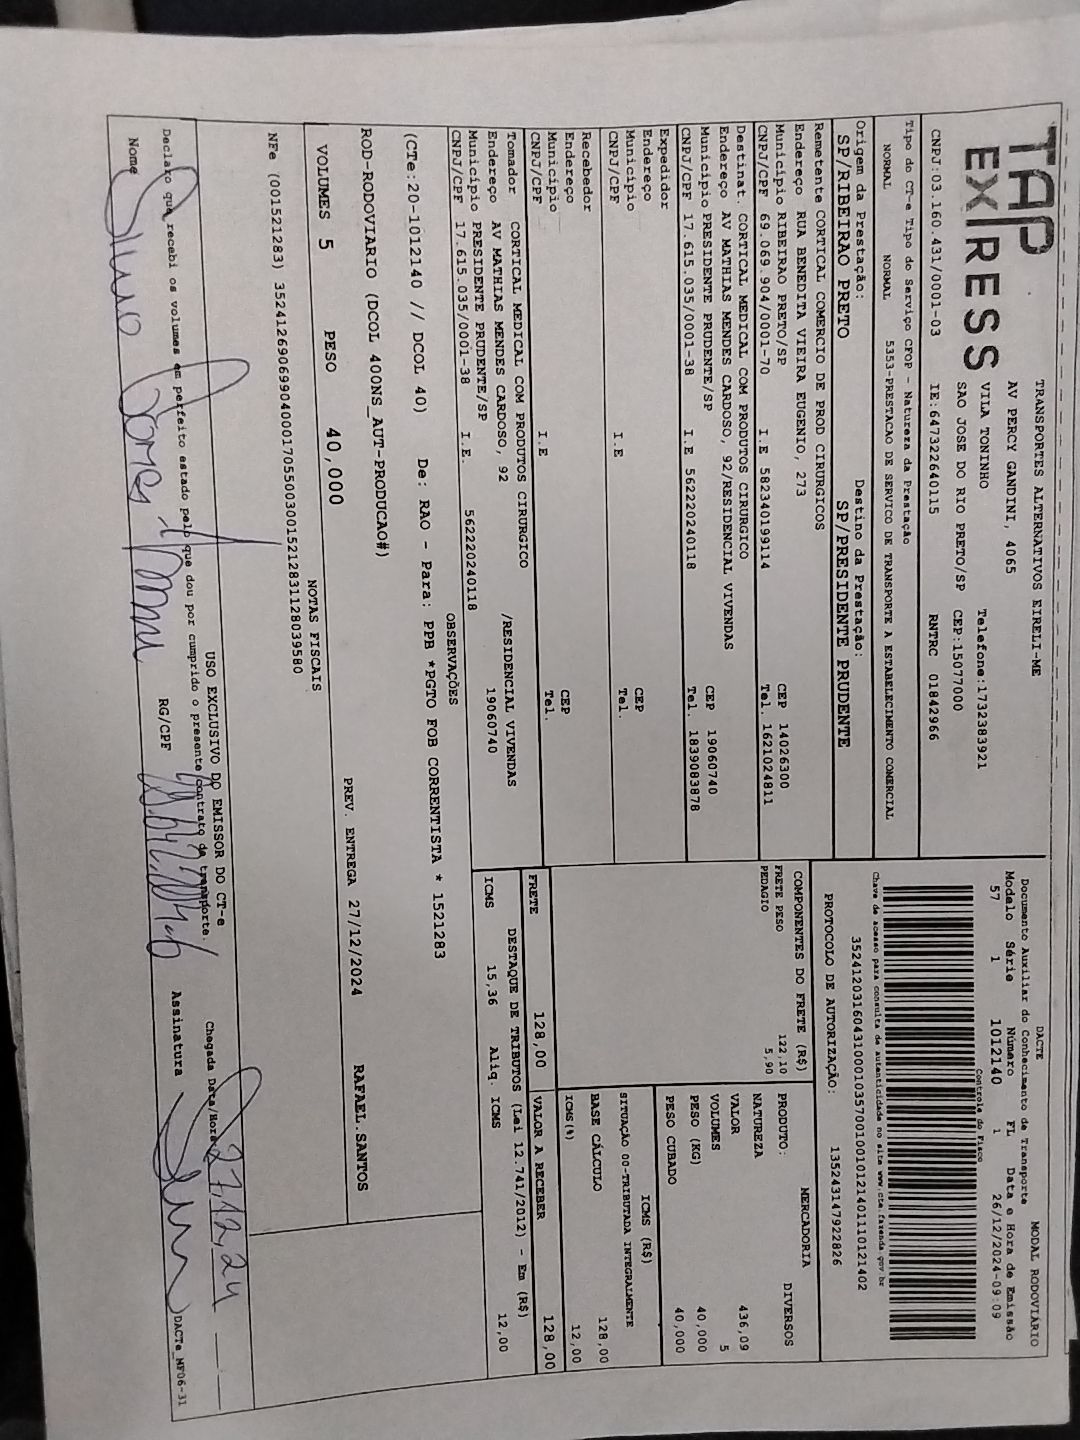 TAP
EXPRESS
TRANSPORTES ALTERNATIVOS EIRELI-ME
AV PERCY GANDINI, 4065
VILA TONINHO
Telefone:1732383921
SAO JOSE DO RIO PRETO/SP CEP:15077000
CNPJ:03.160.431/0001-03 IE:647322640115 RNTRC 01842966
DACTE MODAL RODOVIÁRIO
Documento Auxiliar do Conhecimento de Transporte
Modelo Série Número FL Data e Hora de Emissão
57 1 1012140 1 26/12/2024-09:09
Controle do Fisco
Chave de acesso para consulta de autenticidade no site www.cte.fazenda.gov.br
35241203160431000103570010010121401110121402
PROTOCOLO DE AUTORIZAÇÃO: 135243147922826
Tipo do CT-e Tipo do Serviço CFOP - Natureza da Prestação
NORMAL NORMAL 5353-PRESTACAO DE SERVICO DE TRANSPORTE A ESTABELECIMENTO COMERCIAL
Origem da Prestação: Destino da Prestação:
SP/RIBEIRAO PRETO SP/PRESIDENTE PRUDENTE
Remetente CORTICAL COMERCIO DE PROD CIRURGICOS
Endereço RUA BENEDITA VIEIRA EUGENIO, 273
Município RIBEIRAO PRETO/SP CEP 14026300
CNPJ/CPF 69.069.904/0001-70 I.E 582340199114 Tel. 1621024811
Destinat. CORTICAL MEDICAL COM PRODUTOS CIRURGICO
Endereço AV MATHIAS MENDES CARDOSO, 92/RESIDENCIAL VIVENDAS
Município PRESIDENTE PRUDENTE/SP CEP 19060740
CNPJ/CPF 17.615.035/0001-38 I.E 562220240118 Tel. 1839083878
Expedidor
Endereço
Município CEP
CNPJ/CPF I.E Tel.
Recebedor
Endereço
Município CEP
CNPJ/CPF I.E Tel.
Tomador CORTICAL MEDICAL COM PRODUTOS CIRURGICO
Endereço AV MATHIAS MENDES CARDOSO, 92 /RESIDENCIAL VIVENDAS
Município PRESIDENTE PRUDENTE/SP 19060740
CNPJ/CPF 17.615.035/0001-38 I.E. 562220240118
COMPONENTES DO FRETE (R$)
FRETE PESO 122,10
PEDAGIO 5,90
PRODUTO: MERCADORIA
NATUREZA DIVERSOS
VALOR 436,09
VOLUMES 5
PESO (KG) 40,000
PESO CUBADO 40,000
ICMS (R$)
SITUAÇÃO 00-TRIBUTADA INTEGRALMENTE
BASE CÁLCULO 128,00
ICMS(%) 12,00
FRETE 128,00 VALOR A RECEBER 128,00
DESTAQUE DE TRIBUTOS (Lei 12.741/2012) - Em (R$)
ICMS 15,36 Aliq. ICMS 12,00
OBSERVAÇÕES
(CTe:20-1012140 // DCOL 40) De: RAO - Para: PPB *PGTO FOB CORRENTISTA * 1521283
ROD-RODOVIARIO (DCOL 400NS_AUT-PRODUCAO#)
VOLUMES 5 PESO 40,000 PREV. ENTREGA 27/12/2024 RAFAEL.SANTOS
NOTAS FISCAIS
NFe (001521283) 35241269069904000170550030015212831128039580
USO EXCLUSIVO DO EMISSOR DO CT-e
Declaro que recebi os volumes em perfeito estado pelo que dou por cumprido o presente contrato de transporte.
Chegada Data/Hora 27,12,24
Nome RG/CPF Assinatura
DACTe_NF06-31